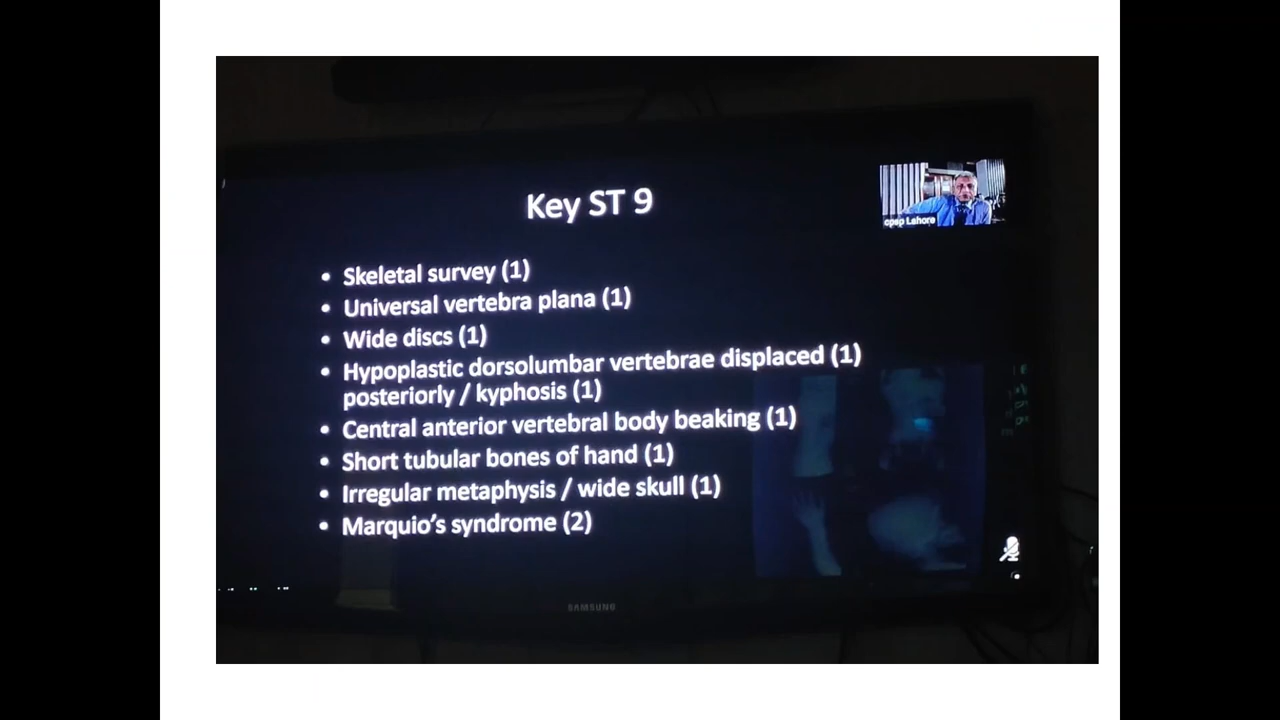 Key ST 9
cpsp Lahore
• Skeletal survey (1)
• Universal vertebra plana (1)
• Wide discs (1)
• Hypoplastic dorsolumbar vertebrae displaced (1)
posteriorly / kyphosis (1)
• Central anterior vertebral body beaking (1)
• Short tubular bones of hand (1)
• Irregular metaphysis / wide skull (1)
• Marquio's syndrome (2)
SAMSUNG